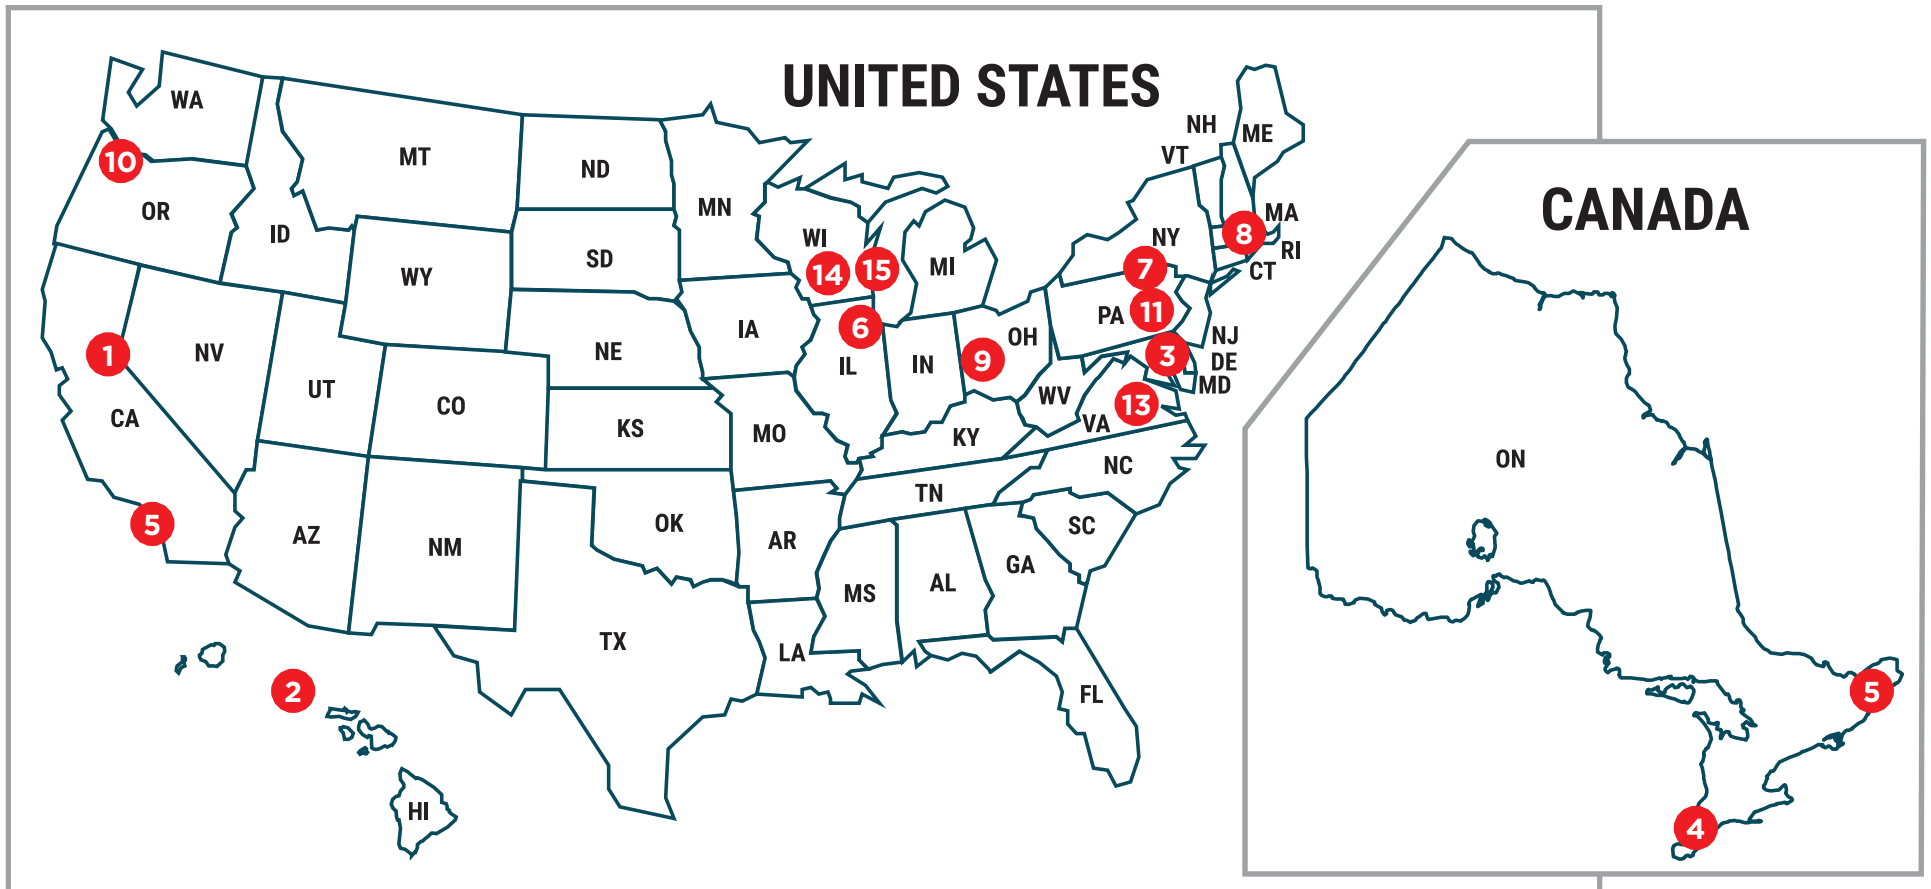 UNITED STATES
CANADA
WA
10
OR
MT
ID
WY
ND
SD
MN
WI
14
15
MI
NH
ME
VT
MA
8
RI
CT
NY
7
PA
11
NJ
DE
MD
3
13
VA
WV
OH
9
IN
IL
6
IA
NE
NV
1
CA
5
UT
CO
KS
MO
KY
TN
NC
SC
GA
AL
MS
AR
OK
NM
AZ
TX
LA
FL
2
HI
ON
5
4